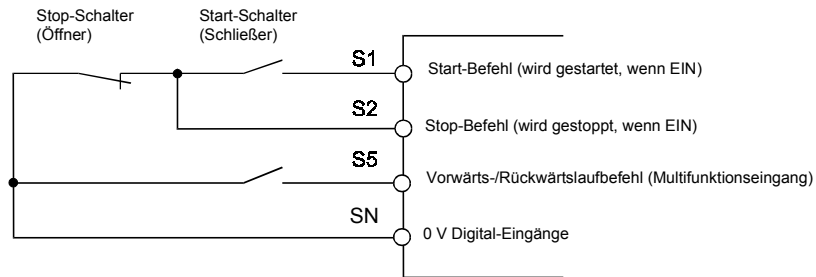 Stop-Schalter
(Öffner)
Start-Schalter
(Schließer)
S1
Start-Befehl (wird gestartet, wenn EIN)
S2
Stop-Befehl (wird gestoppt, wenn EIN)
S5
Vorwärts-/Rückwärtslaufbefehl (Multifunktionseingang)
SN
0 V Digital-Eingänge